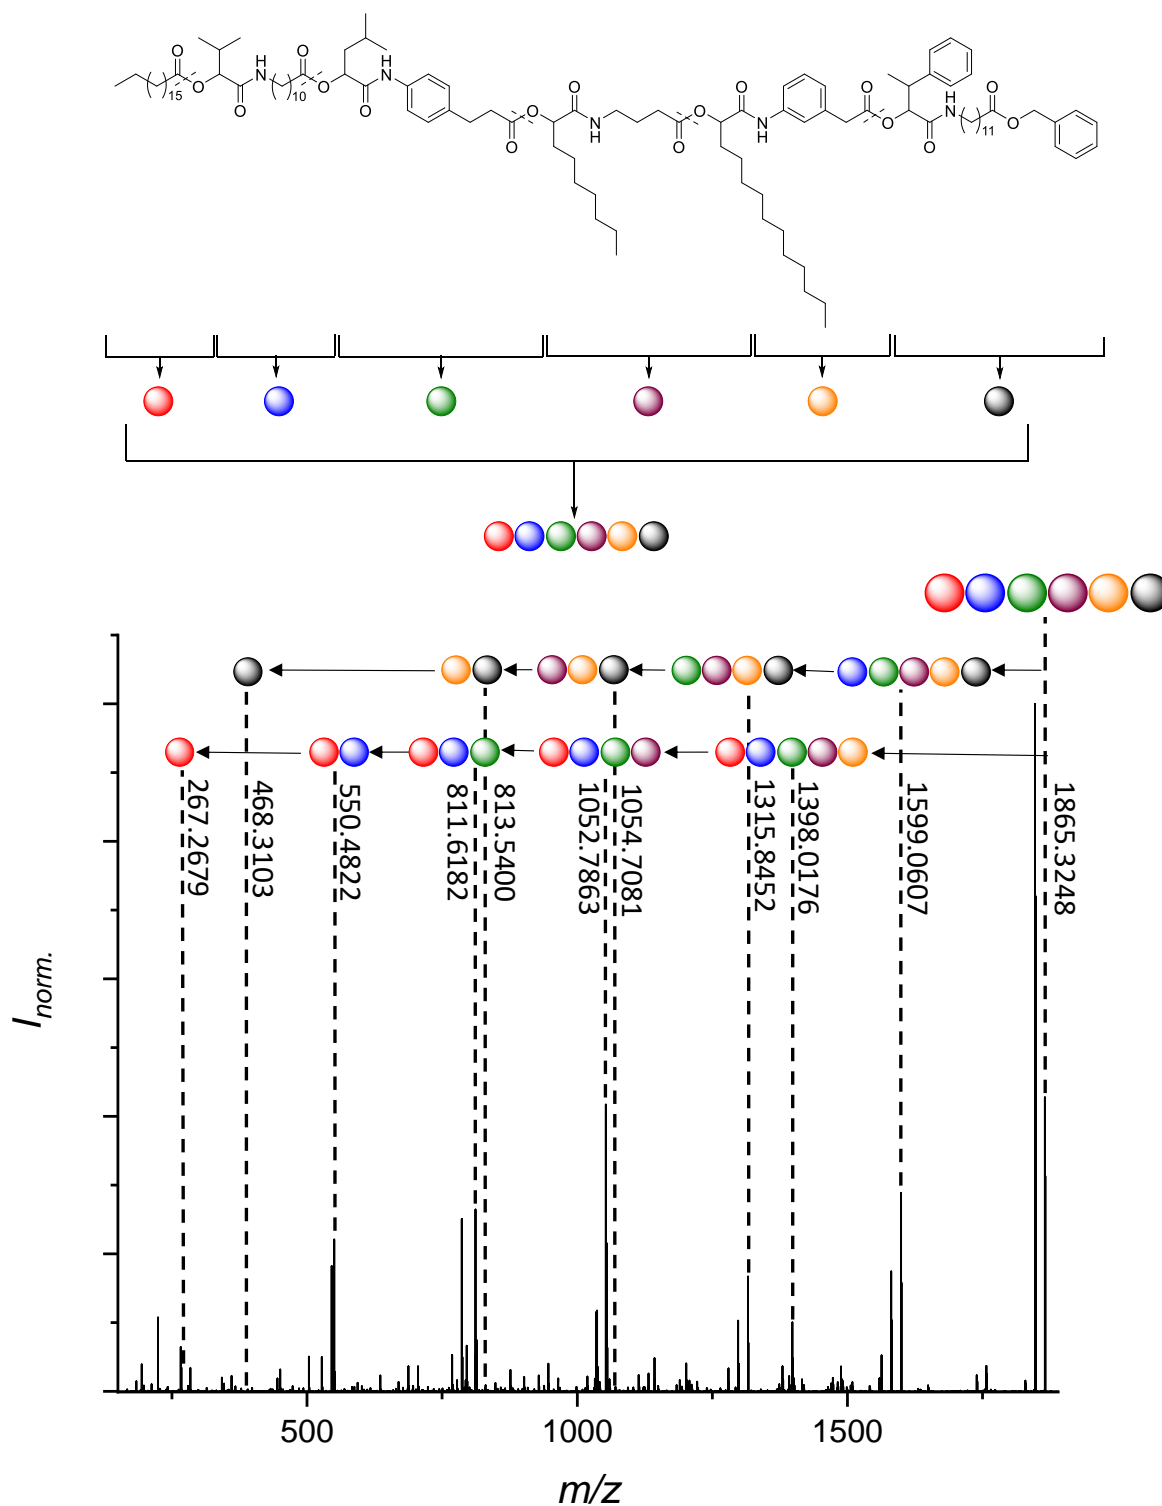 O
O
H
N
O
O
H
N
O
H
N
O
O
H
N
O
H
N
O
O
H
N
O
15
O
O
10
O
O
O
O
O
O
O
O
11
O
267.2679
468.3103
550.4822
811.6182
813.5400
1052.7863
1054.7081
1315.8452
1398.0176
1599.0607
1865.3248
I norm.
500
1000
1500
m/z